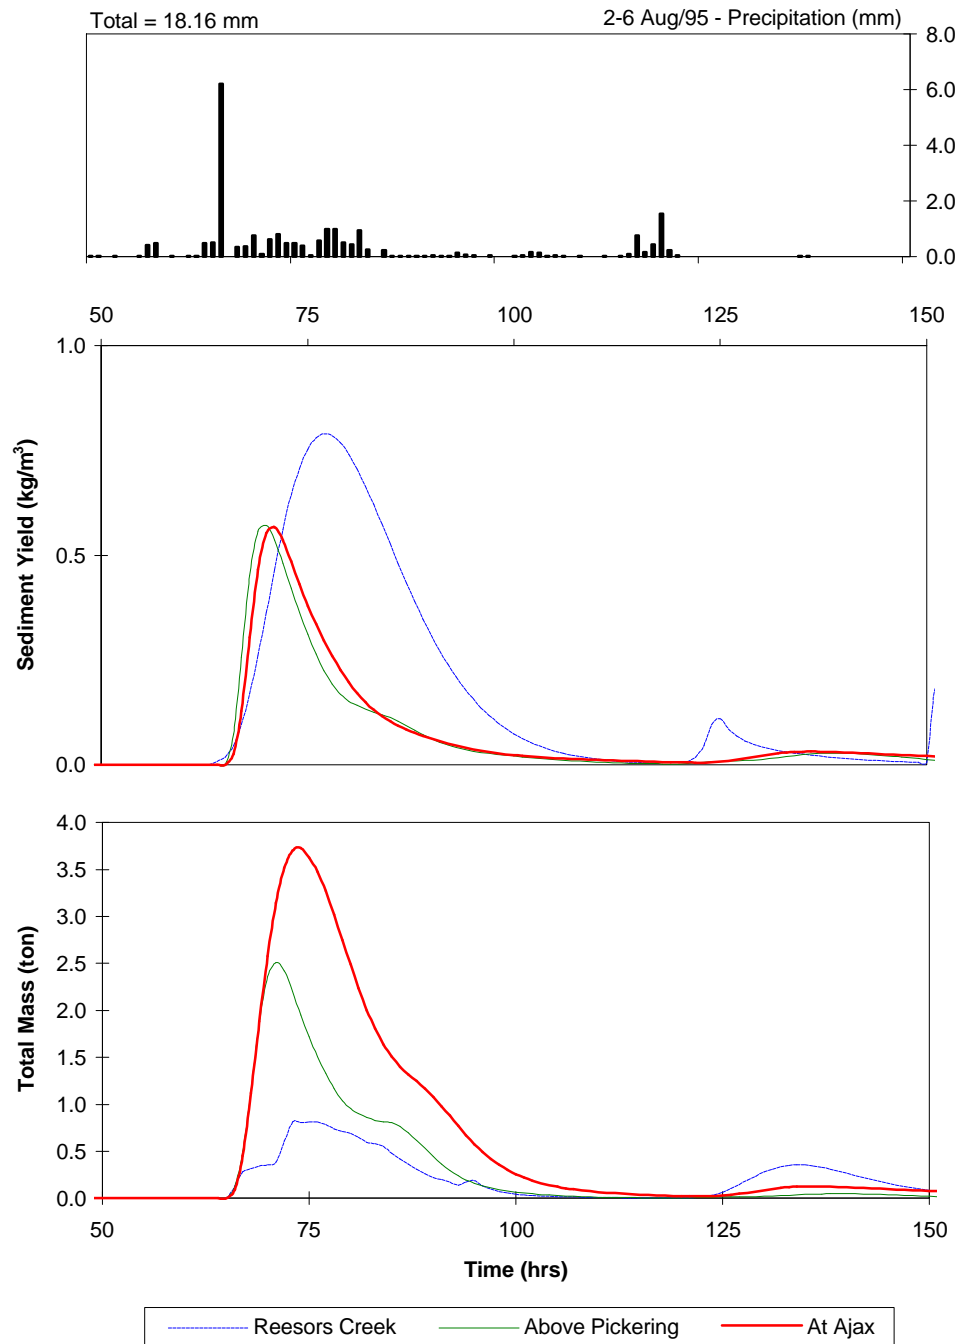 Total = 18.16 mm
2-6 Aug/95 - Precipitation (mm)
8.0
6.0
4.0
2.0
0.0
50 75 100 125 150
1.0
0.5
0.0
Sediment Yield (kg/m³)
4.0
3.5
3.0
2.5
2.0
1.5
1.0
0.5
0.0
Total Mass (ton)
50 75 100 125 150
Time (hrs)
Reesors Creek Above Pickering At Ajax